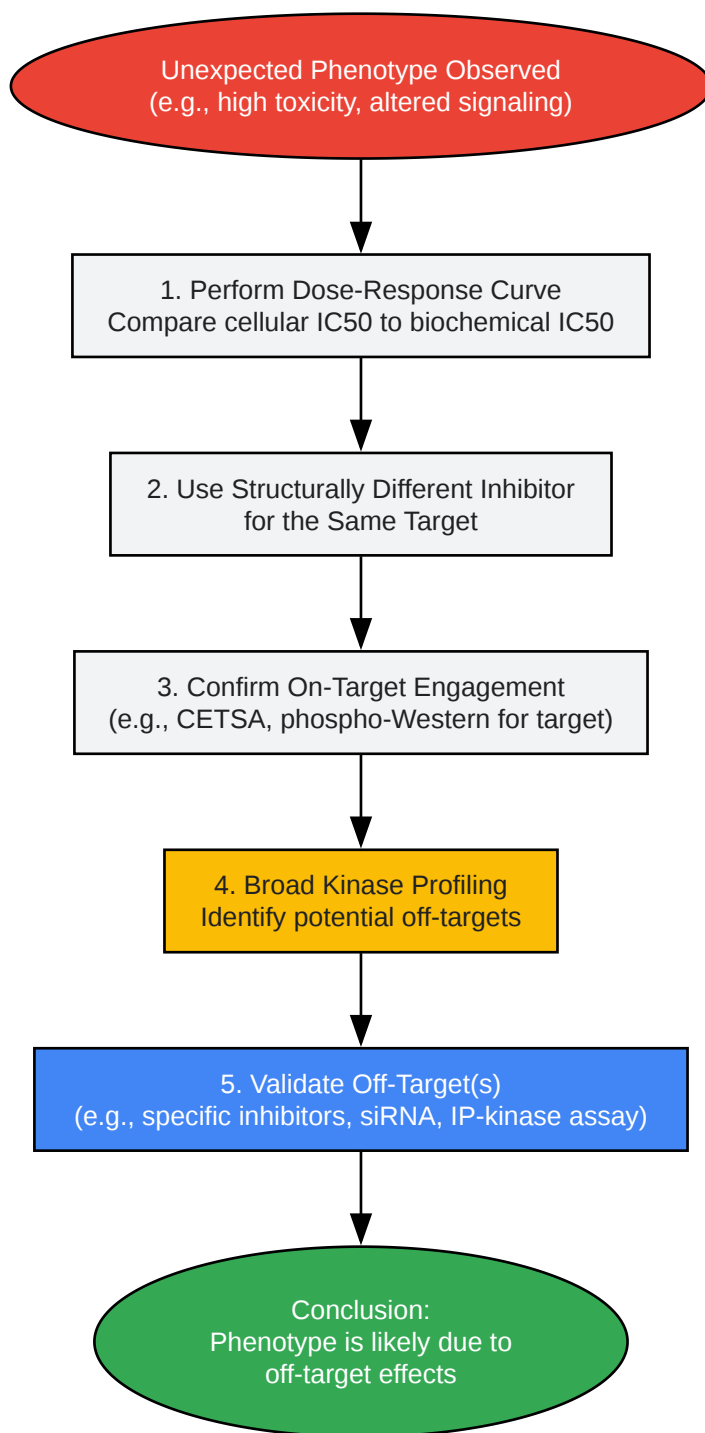 Unexpected Phenotype Observed
(e.g., high toxicity, altered signaling)
1. Perform Dose-Response Curve
Compare cellular IC50 to biochemical IC50
2. Use Structurally Different Inhibitor
for the Same Target
3. Confirm On-Target Engagement
(e.g., CETSA, phospho-Western for target)
4. Broad Kinase Profiling
Identify potential off-targets
5. Validate Off-Target(s)
(e.g., specific inhibitors, siRNA, IP-kinase assay)
Conclusion:
Phenotype is likely due to
off-target effects